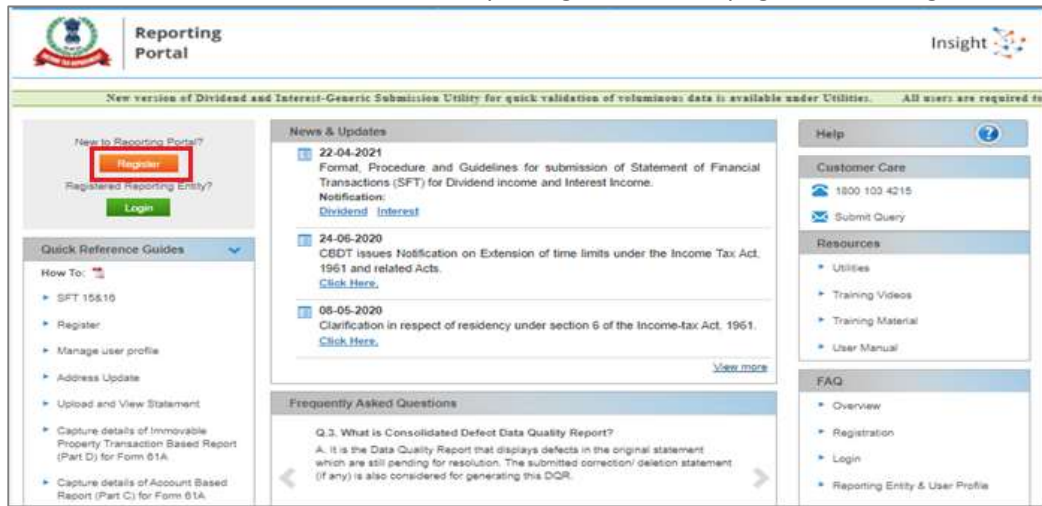 Reporting
Portal
Insight
New version of Dividend and Interest-Generic Submission Utility for quick validation of voluminous data is available under Utilities. All users are required to
New to Reporting Portal?
Register
Registered Reporting Entity?
Login
Quick Reference Guides
How To:
SFT 15&16
Register
Manage user profile
Address Update
Upload and View Statement
Capture details of Immovable
Property Transaction Based Report
(Part D) for Form 61A
Capture details of Account Based
Report (Part C) for Form 61A
News & Updates
22-04-2021
Format, Procedure and Guidelines for submission of Statement of Financial
Transactions (SFT) for Dividend income and Interest Income.
Notification:
Dividend Interest
24-06-2020
CBDT issues Notification on Extension of time limits under the Income Tax Act,
1961 and related Acts.
Click Here.
08-05-2020
Clarification in respect of residency under section 6 of the Income-tax Act, 1961.
Click Here.
View more
Frequently Asked Questions
Q.3. What is Consolidated Defect Data Quality Report?
A. It is the Data Quality Report that displays defects in the original statement
which are still pending for resolution. The submitted correction/ deletion statement
(if any) is also considered for generating this DQR.
Help ?
Customer Care
1800 103 4215
Submit Query
Resources
Utilities
Training Videos
Training Material
User Manual
FAQ
Overview
Registration
Login
Reporting Entity & User Profile